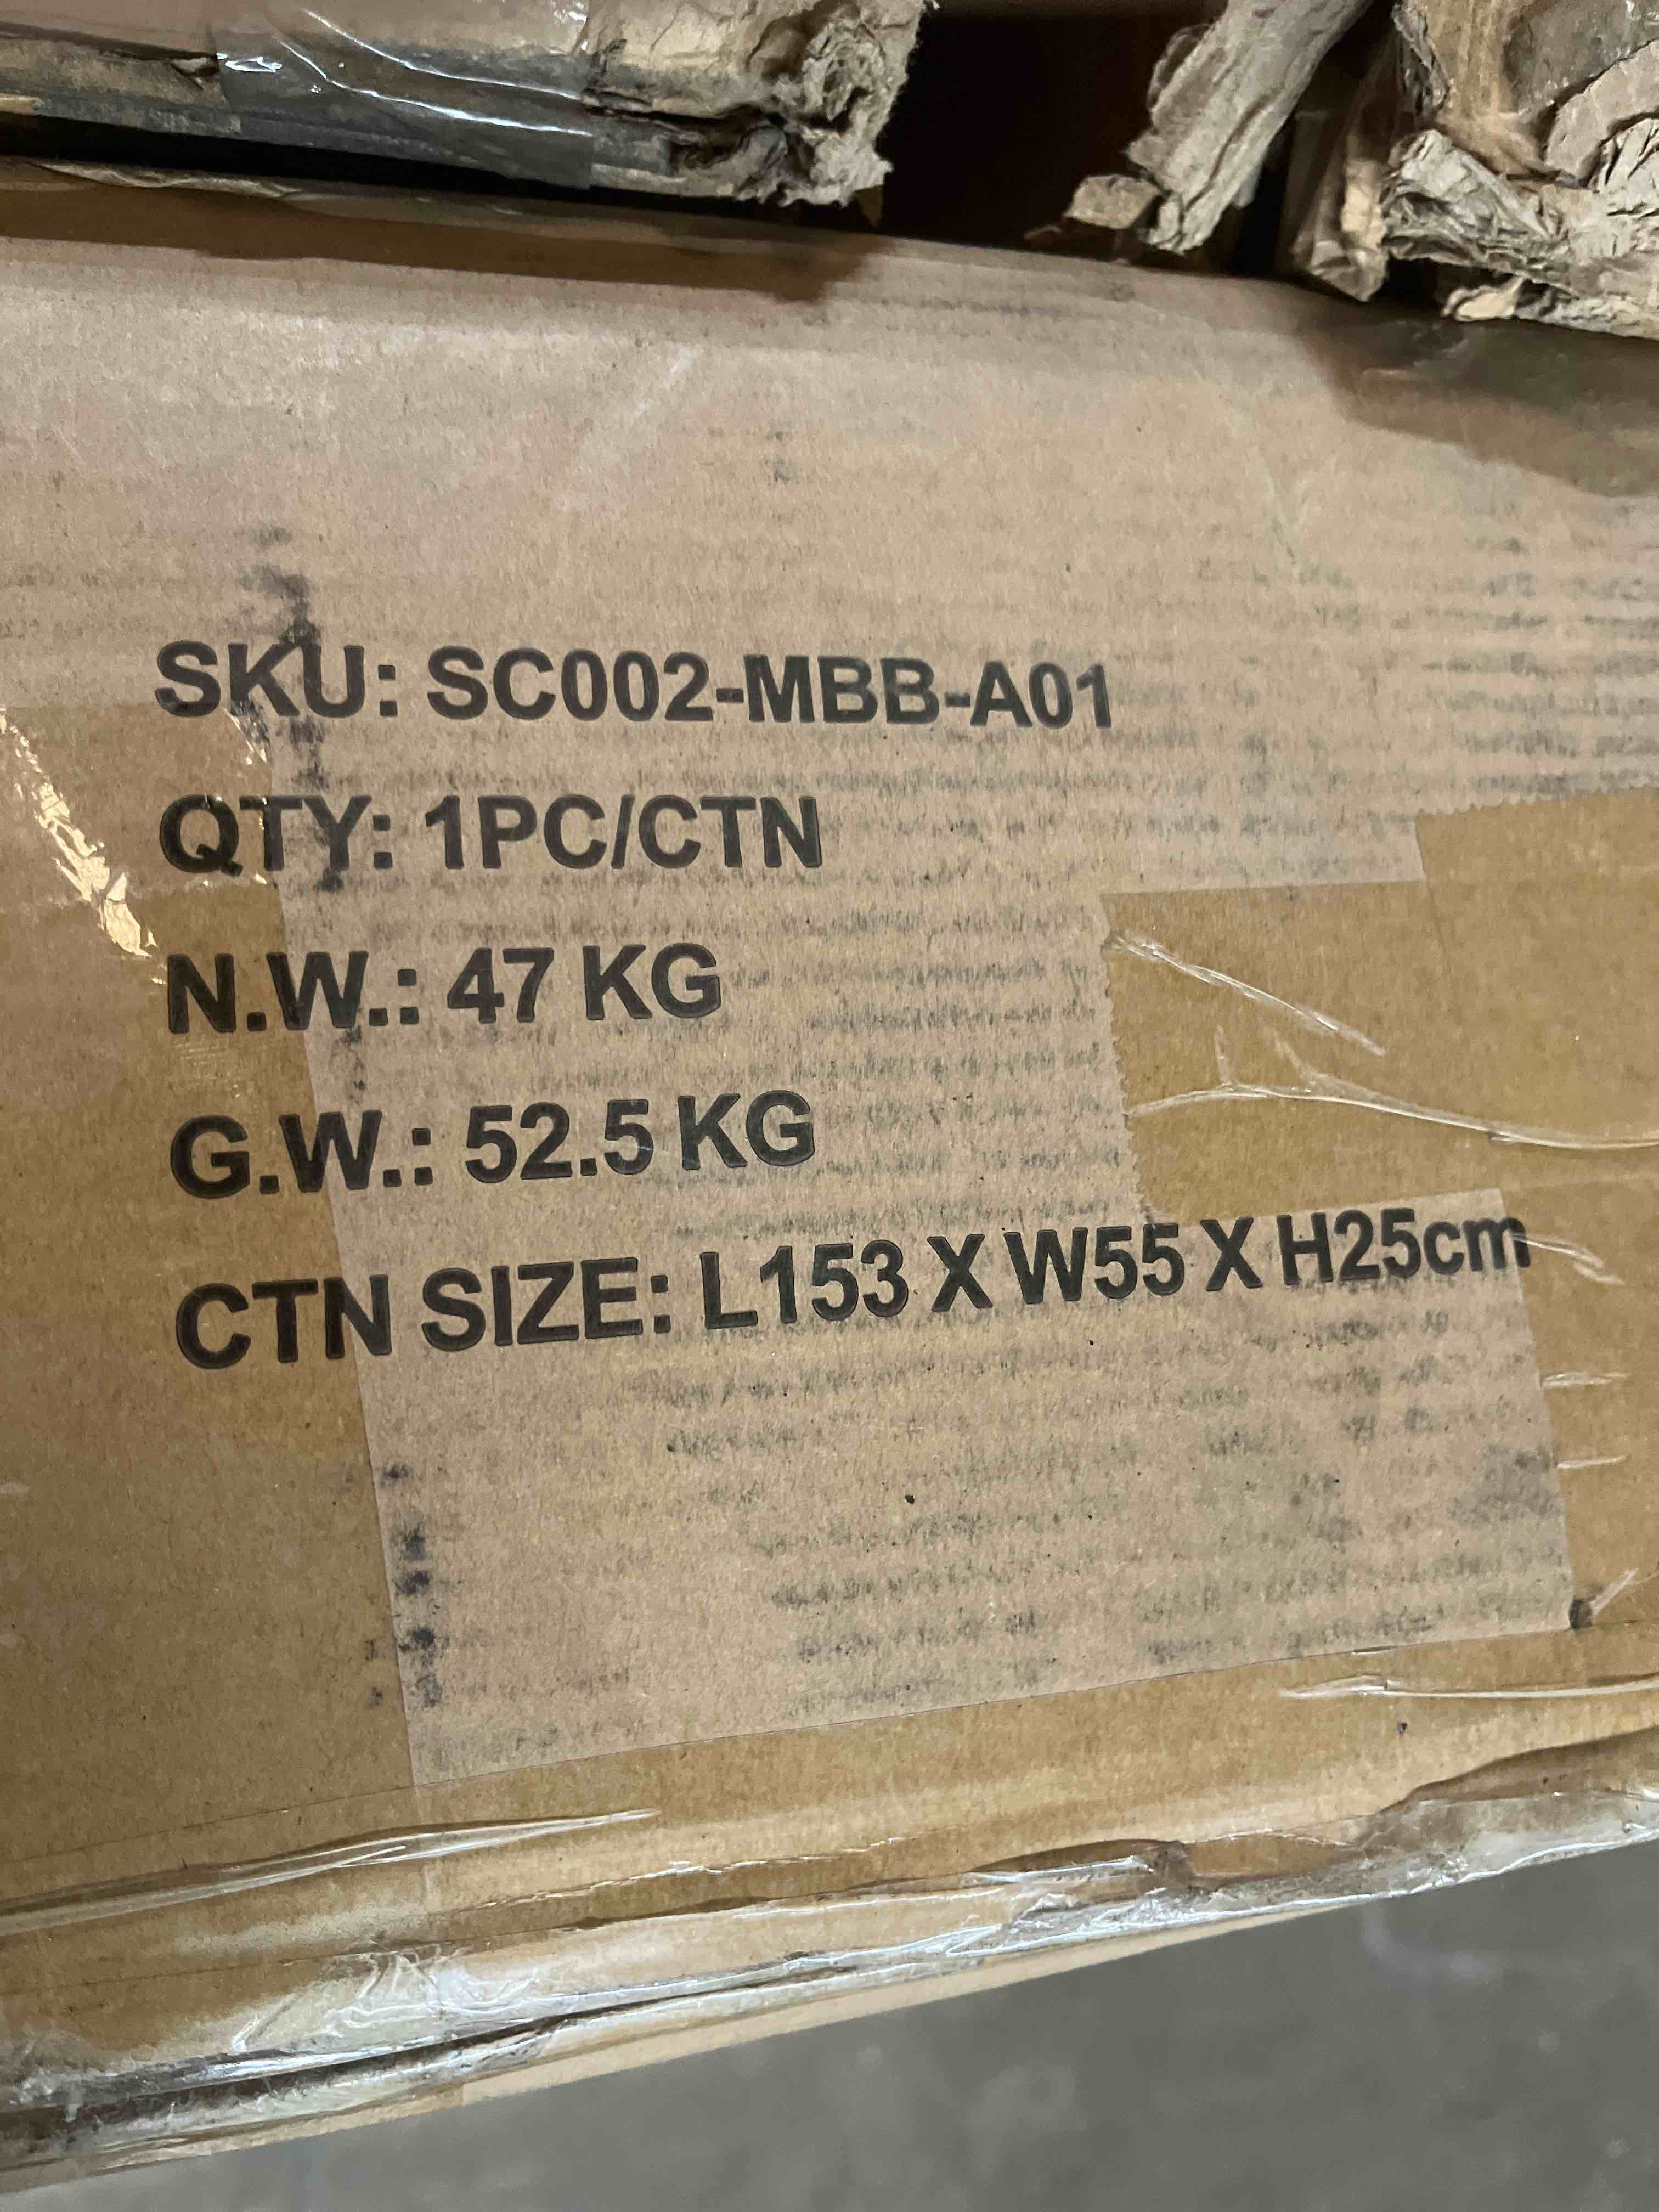 SKU: SC002-MBB-A01
QTY: 1PC/CTN
N.W.: 47 KG
G.W.: 52.5 KG
CTN SIZE: L153 X W55 X H25cm